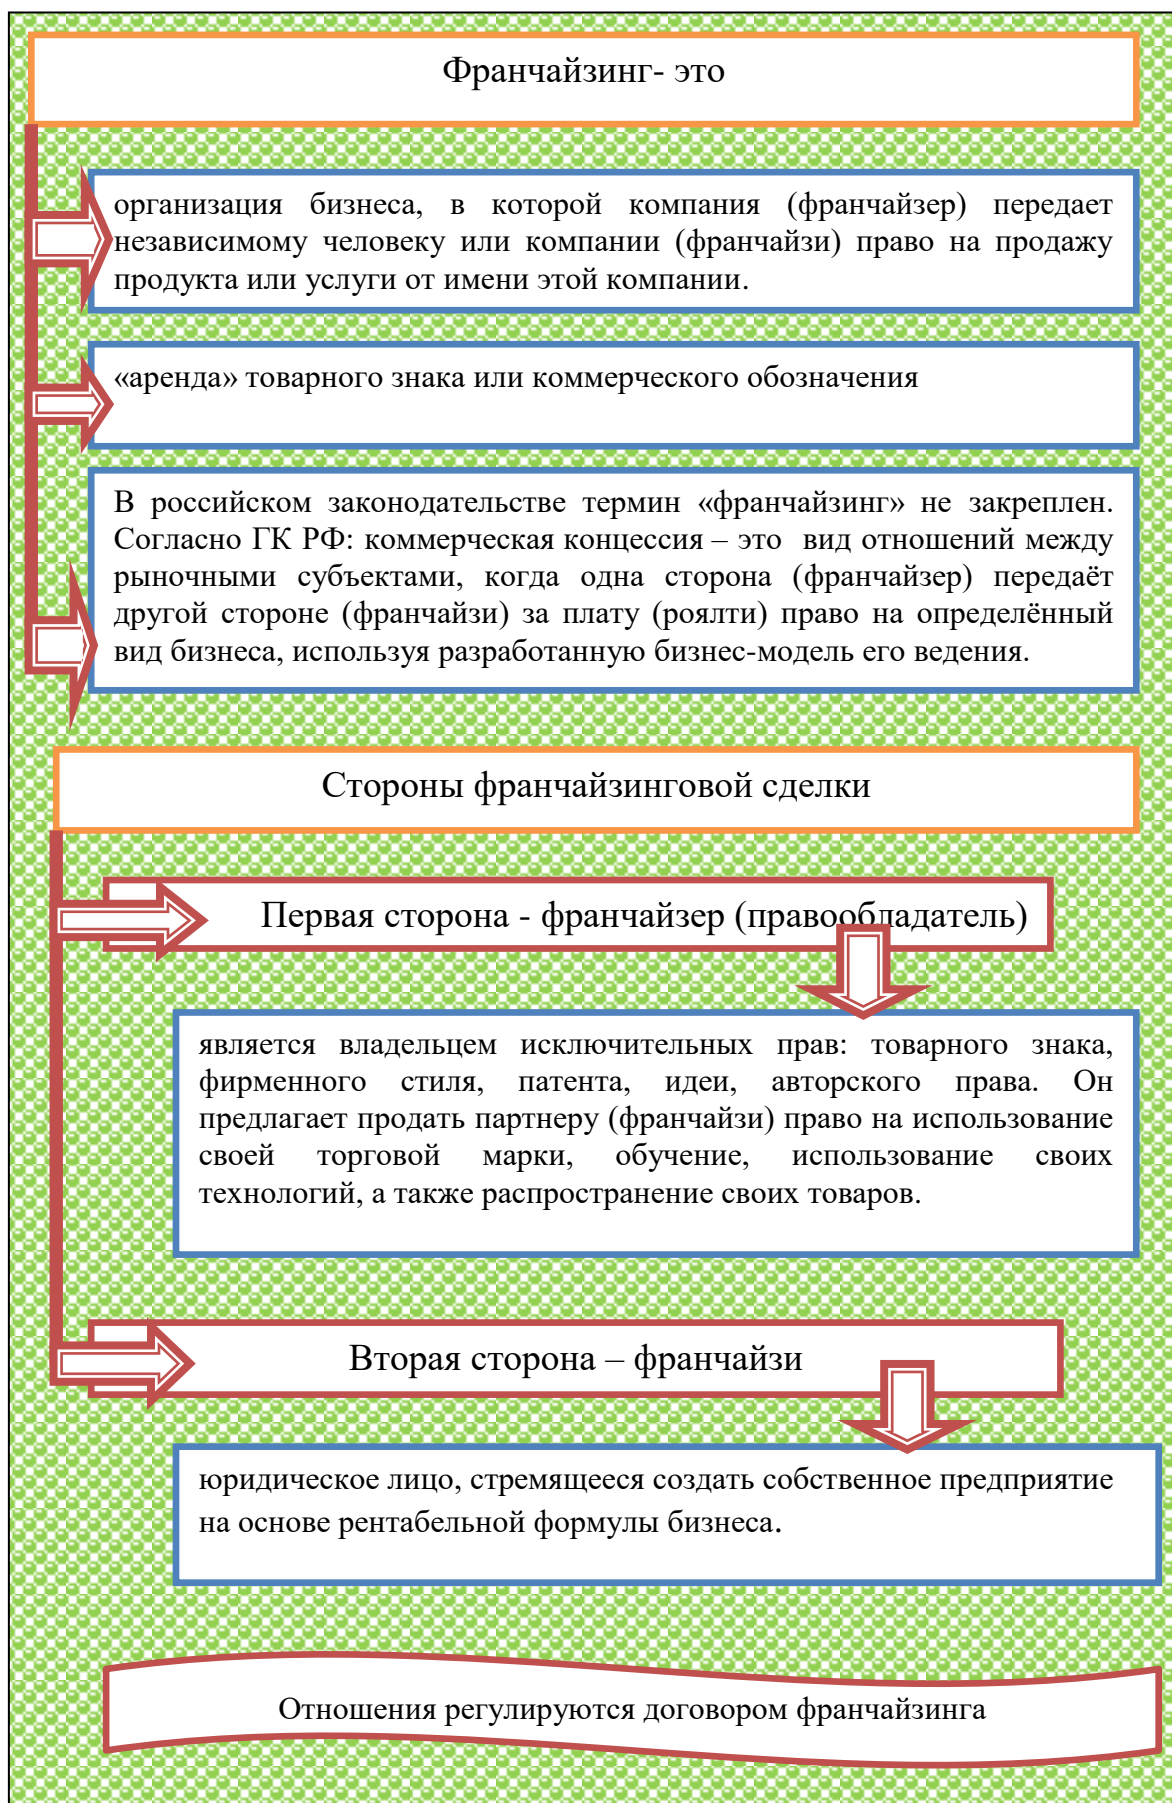 Франчайзинг- это
организация бизнеса, в которой компания (франчайзер) передает
независимому человеку или компании (франчайзи) право на продажу
продукта или услуги от имени этой компании.
«аренда» товарного знака или коммерческого обозначения
В российском законодательстве термин «франчайзинг» не закреплен.
Согласно ГК РФ: коммерческая концессия – это вид отношений между
рыночными субъектами, когда одна сторона (франчайзер) передаёт
другой стороне (франчайзи) за плату (роялти) право на определённый
вид бизнеса, используя разработанную бизнес-модель его ведения.
Стороны франчайзинговой сделки
Первая сторона - франчайзер (правообладатель)
является владельцем исключительных прав: товарного знака,
фирменного стиля, патента, идеи, авторского права. Он
предлагает продать партнеру (франчайзи) право на использование
своей торговой марки, обучение, использование своих
технологий, а также распространение своих товаров.
Вторая сторона – франчайзи
юридическое лицо, стремящееся создать собственное предприятие
на основе рентабельной формулы бизнеса.
Отношения регулируются договором франчайзинга